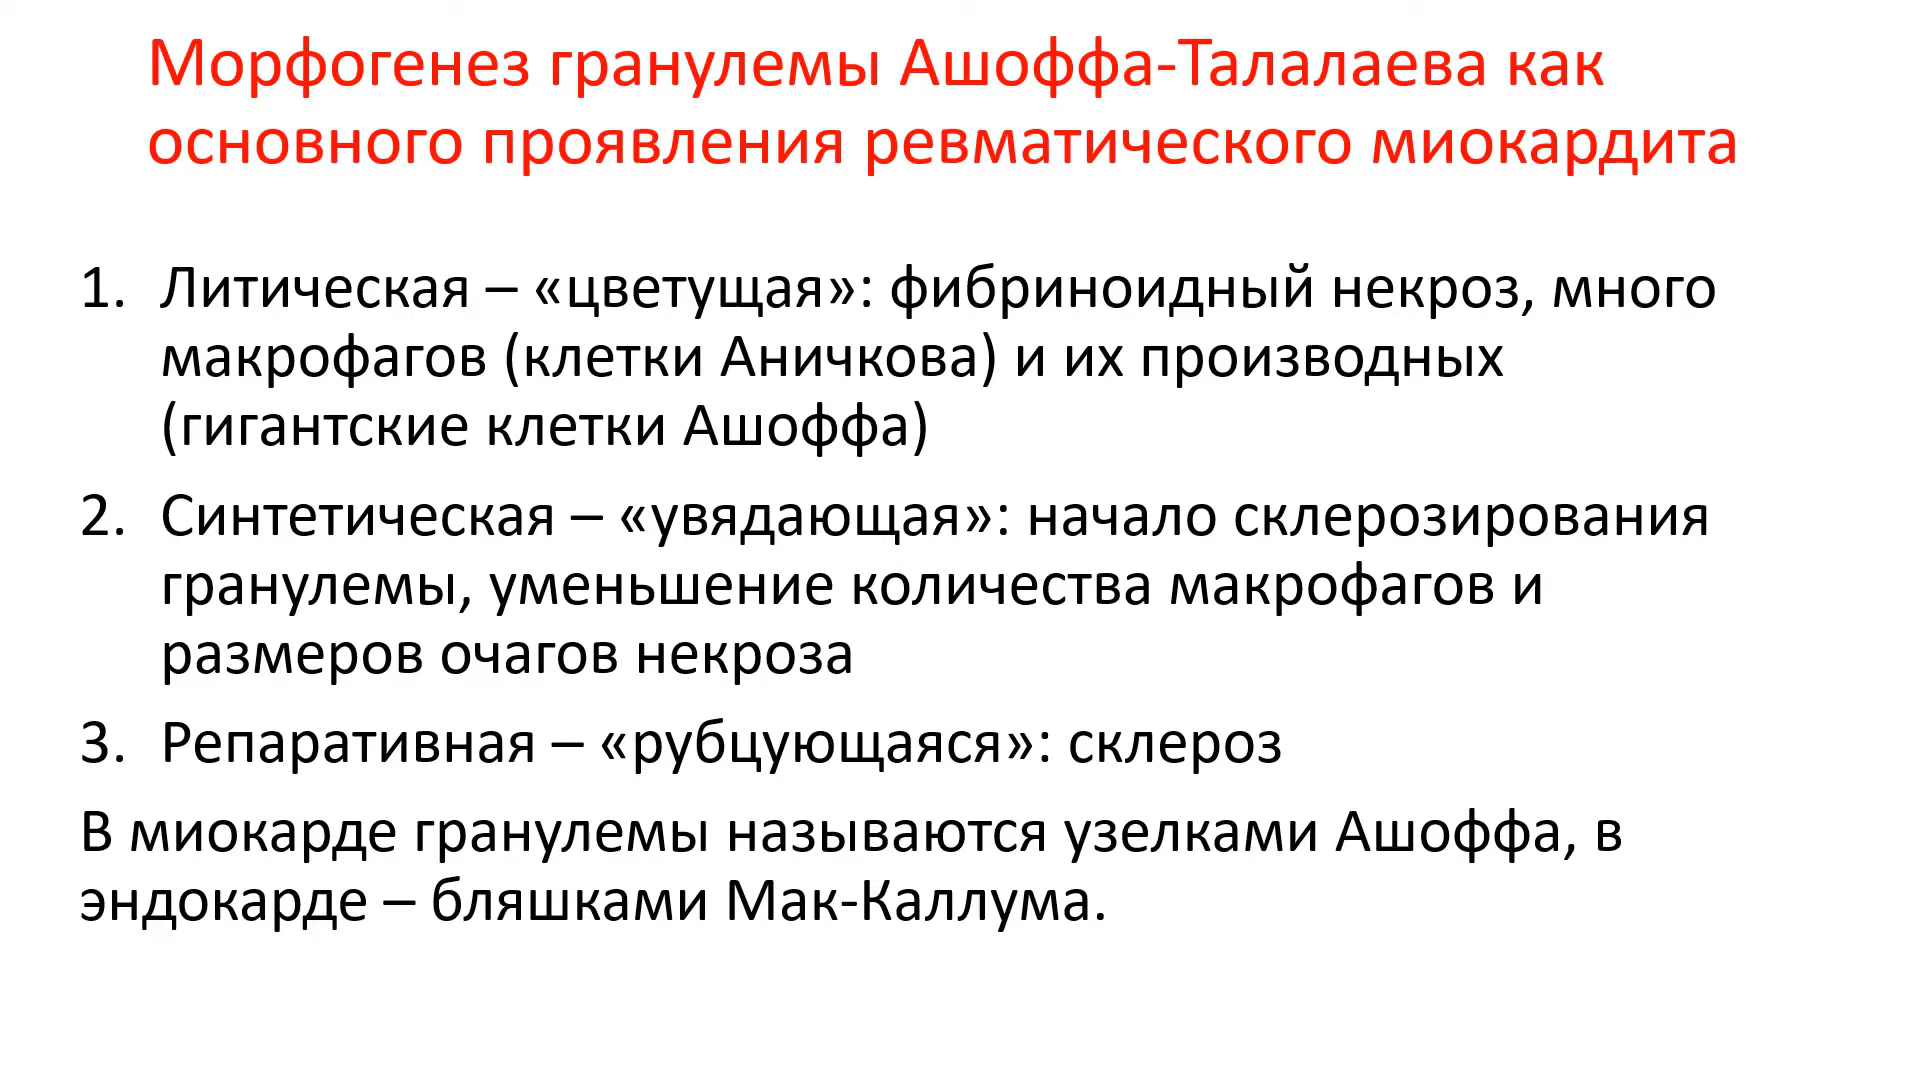 Морфогенез гранулемы Ашоффа-Талалаева как
основного проявления ревматического миокардита
1. Литическая – «цветущая»: фибриноидный некроз, много
макрофагов (клетки Аничкова) и их производных
(гигантские клетки Ашоффа)
2. Синтетическая – «увядающая»: начало склерозирования
гранулемы, уменьшение количества макрофагов и
размеров очагов некроза
3. Репаративная – «рубцующаяся»: склероз
В миокарде гранулемы называются узелками Ашоффа, в
эндокарде – бляшками Мак-Каллума.